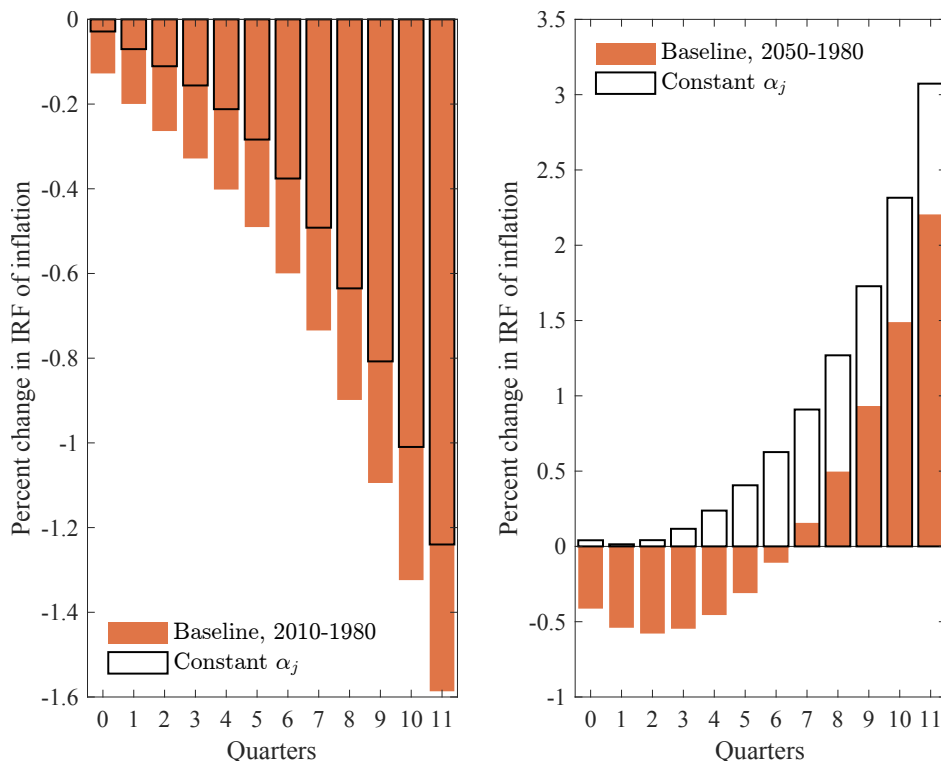 0
-0.2
-0.4
-0.6
-0.8
-1
-1.2
-1.4
-1.6
Percent change in IRF of inflation
Baseline, 2010-1980
Constant α_j
0 1 2 3 4 5 6 7 8 9 10 11
Quarters
3.5
3
2.5
2
1.5
1
0.5
0
-0.5
-1
Percent change in IRF of inflation
Baseline, 2050-1980
Constant α_j
0 1 2 3 4 5 6 7 8 9 10 11
Quarters